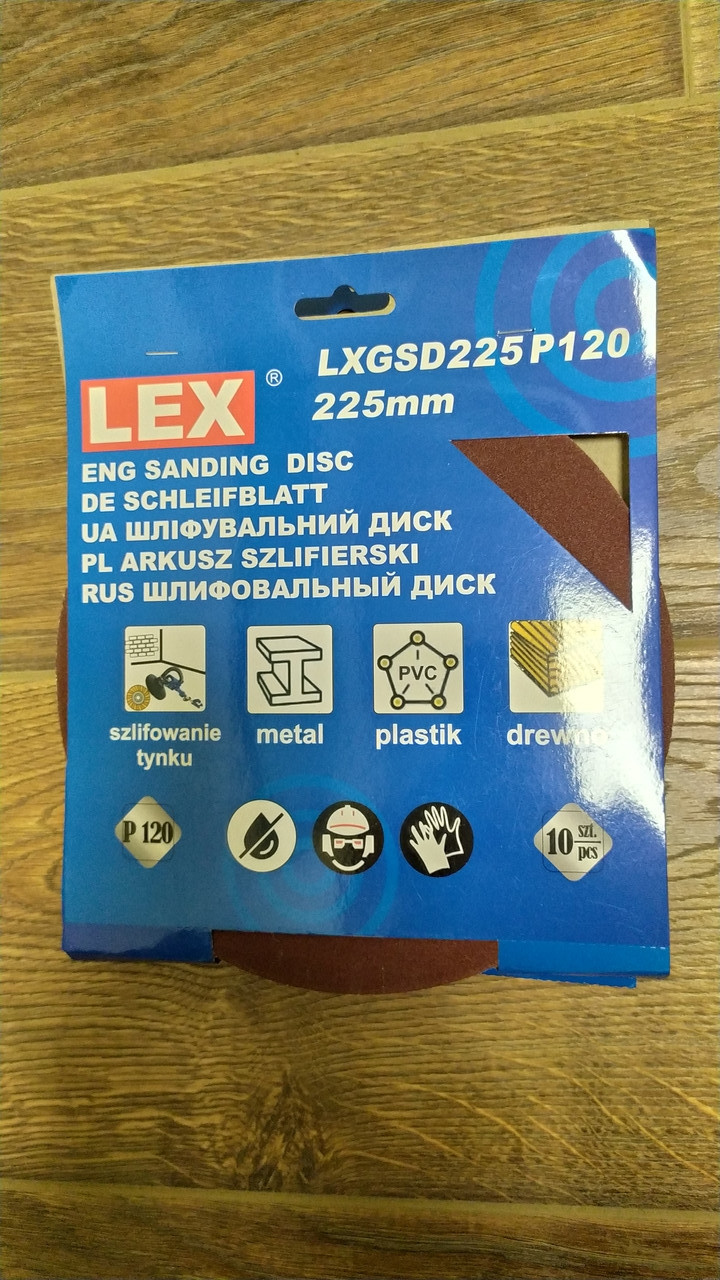 LXGSD225 P120
LEX ®
225mm
ENG SANDING DISC
DE SCHLEIFBLATT
UA ШЛІФУВАЛЬНИЙ ДИСК
PL ARKUSZ SZLIFIERSKI
RUS ШЛИФОВАЛЬНЫЙ ДИСК
PVC
szlifowanie
tynku
metal
plastik
drewno
P 120
10 szt.
pcs